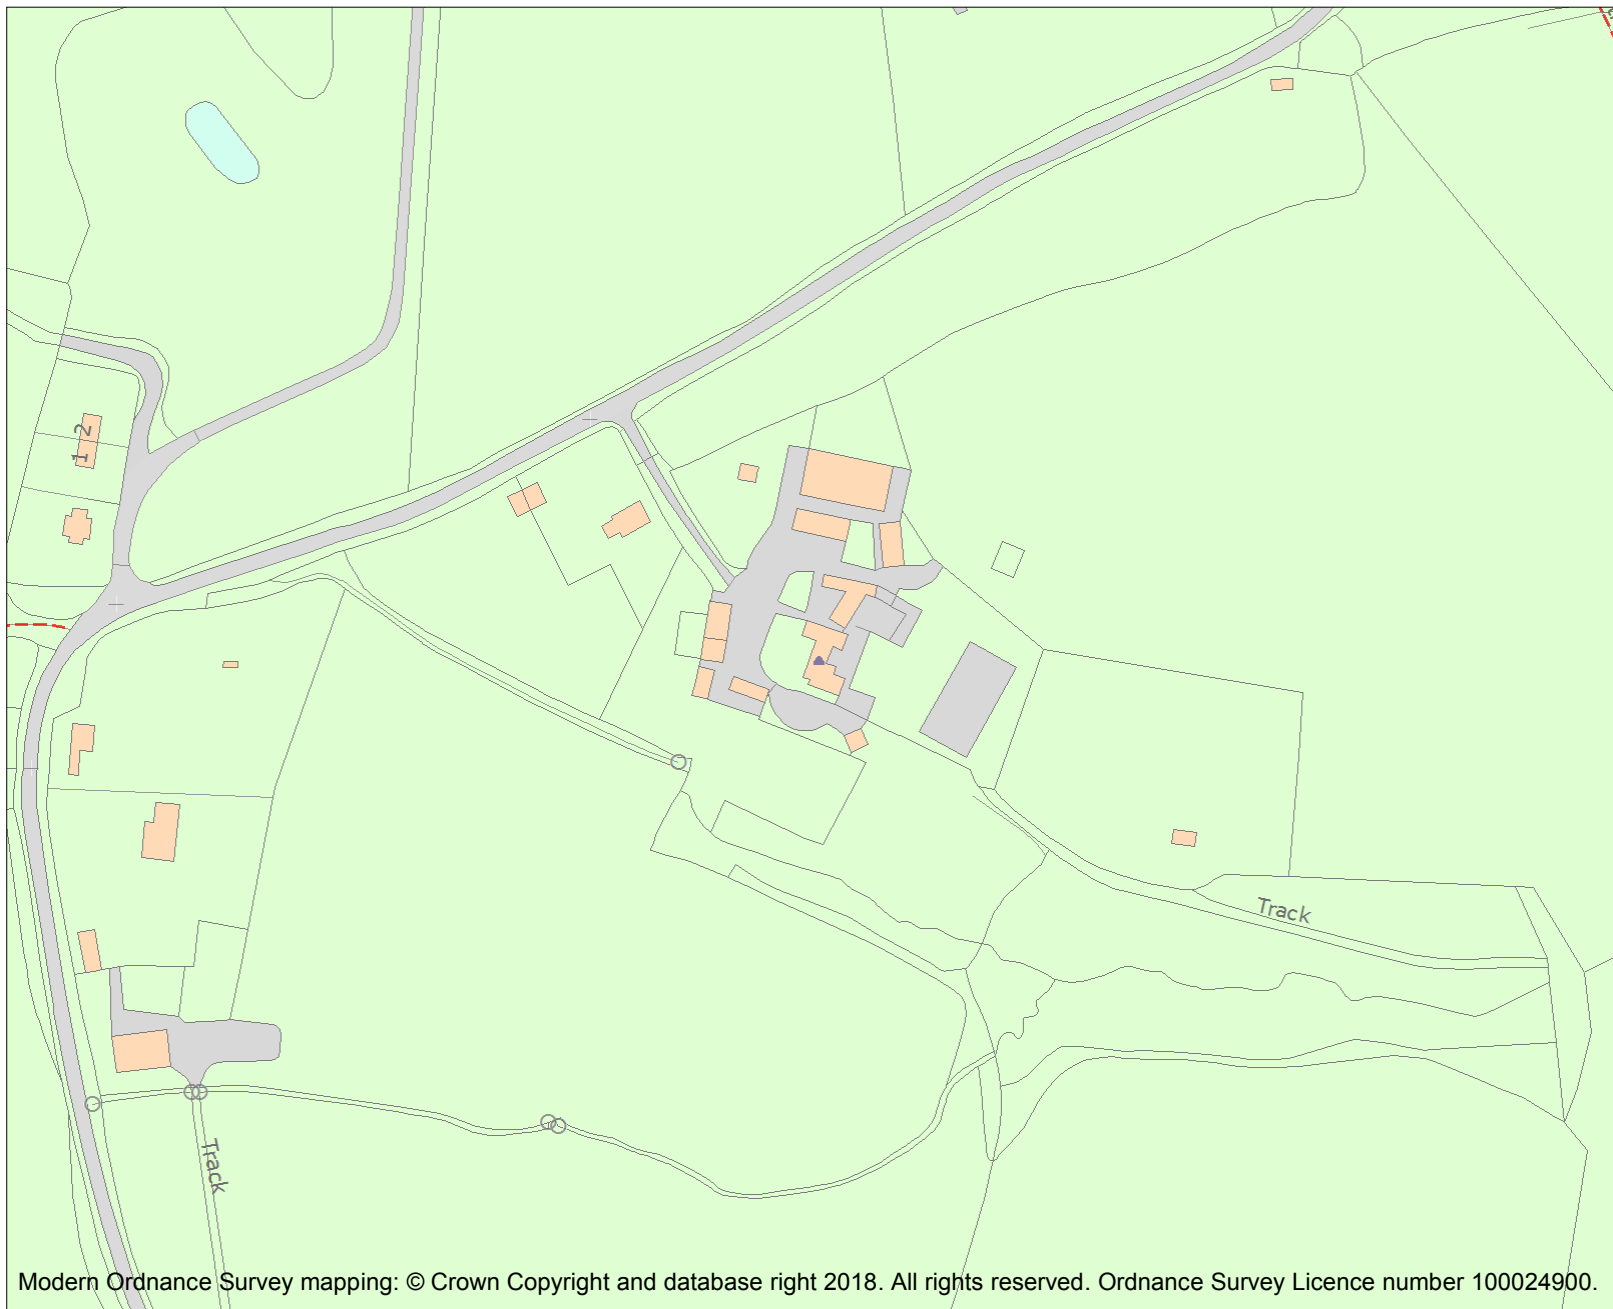 2
1
Track
Track
Modern Ordnance Survey mapping: © Crown Copyright and database right 2018. All rights reserved. Ordnance Survey Licence number 100024900.